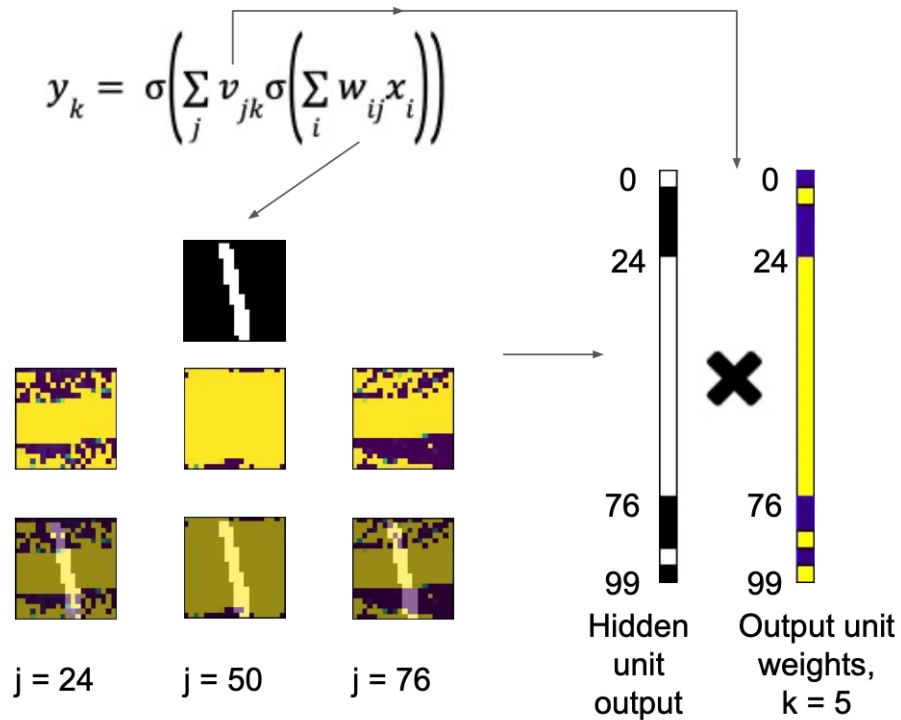 y_k = σ(∑_j v_jk σ(∑_i w_ij x_i))
0 0
24 24
76 76
99 99
Hidden unit output
Output unit weights, k = 5
j = 24 j = 50 j = 76